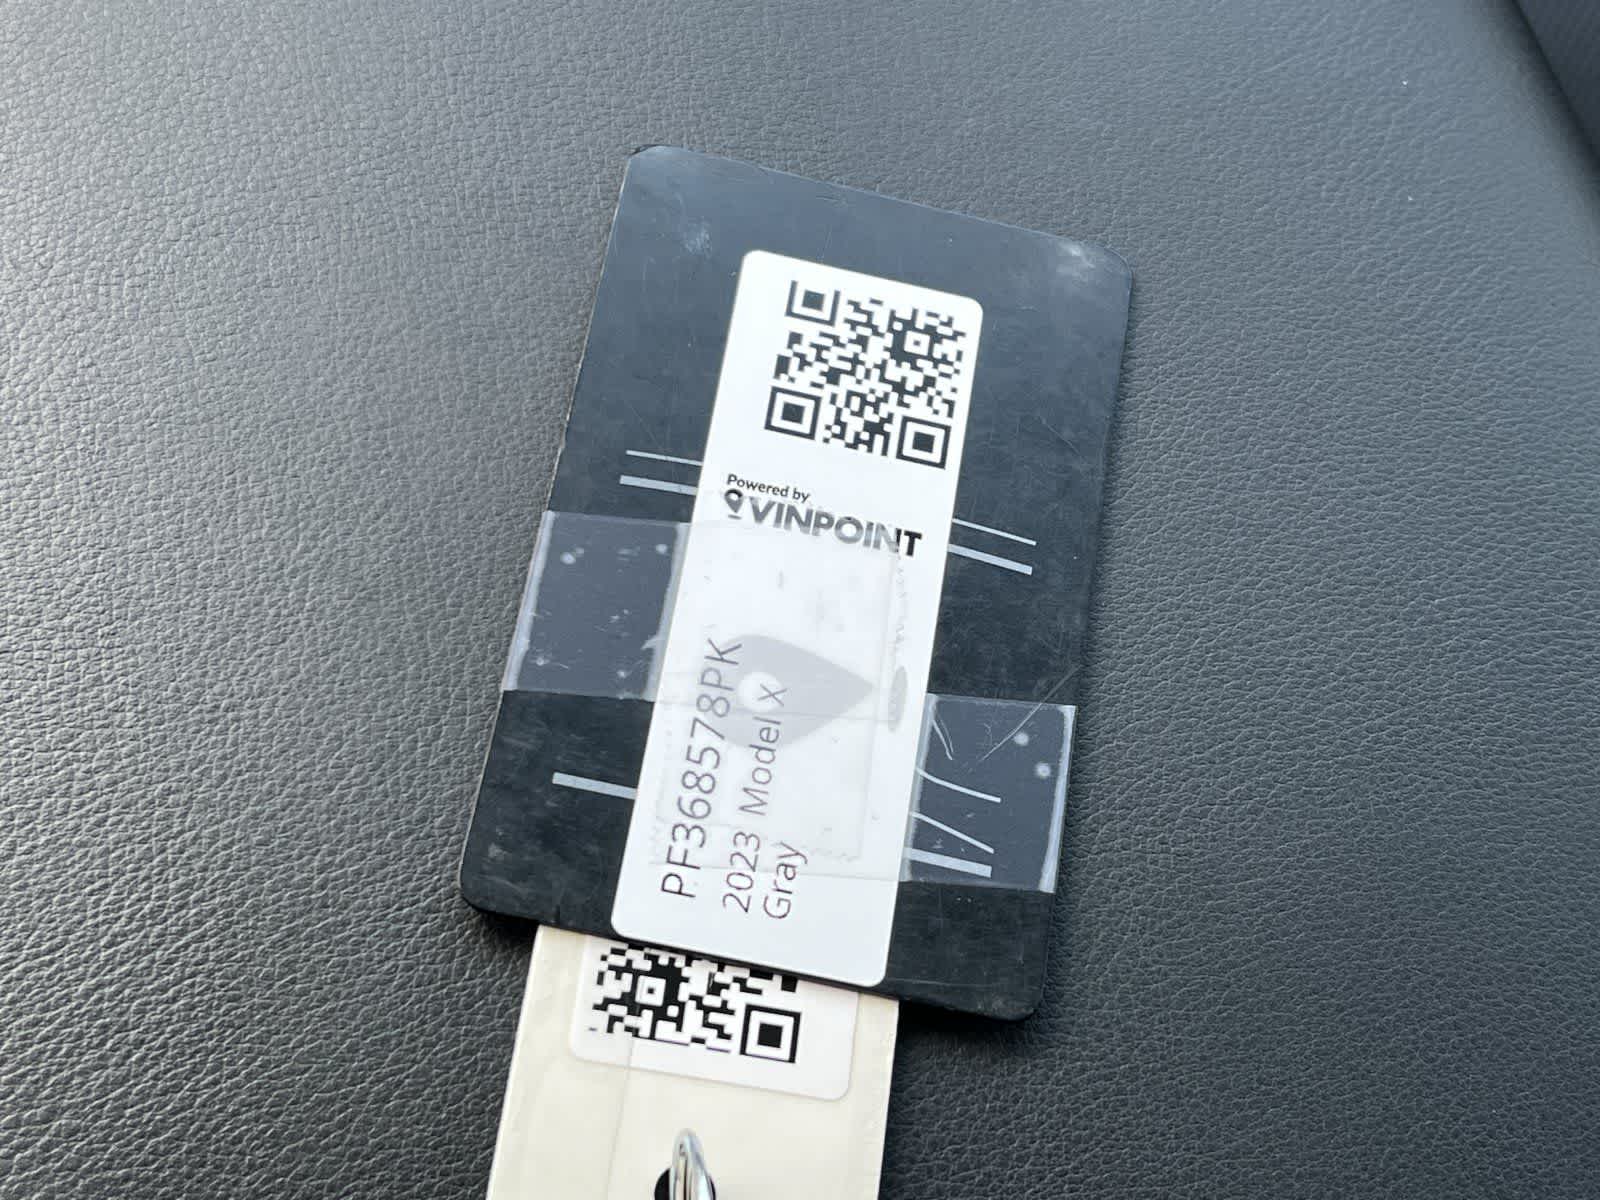 Powered by
VINPOINT
PF368578PK
2023 Model X
Gray